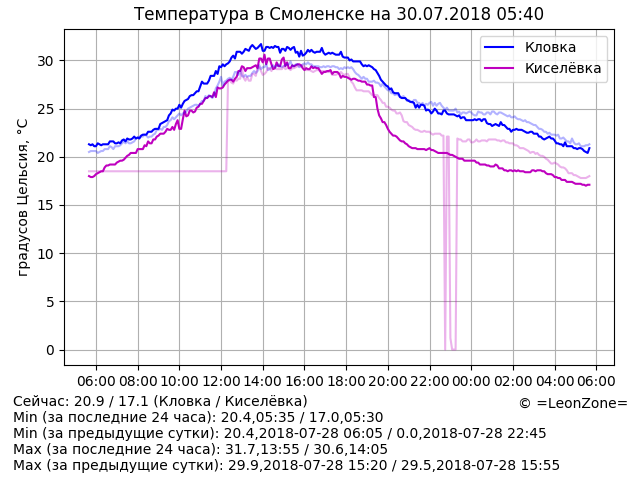 Температура в Смоленске на 30.07.2018 05:40
градусов Цельсия, °C
30
25
20
15
10
5
0
Кловка
Киселёвка
06:00 08:00 10:00 12:00 14:00 16:00 18:00 20:00 22:00 00:00 02:00 04:00 06:00
Сейчас: 20.9 / 17.1 (Кловка / Киселёвка)
© =LeonZone=
Min (за последние 24 часа): 20.4,05:35 / 17.0,05:30
Min (за предыдущие сутки): 20.4,2018-07-28 06:05 / 0.0,2018-07-28 22:45
Max (за последние 24 часа): 31.7,13:55 / 30.6,14:05
Max (за предыдущие сутки): 29.9,2018-07-28 15:20 / 29.5,2018-07-28 15:55